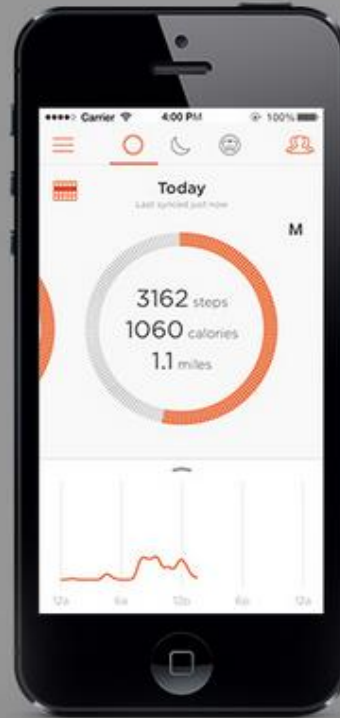 Carrier 4:00 PM 100%
Today
Last synced just now
M
3162 steps
1060 calories
1.1 miles
12a 6a 12p 6p 12a